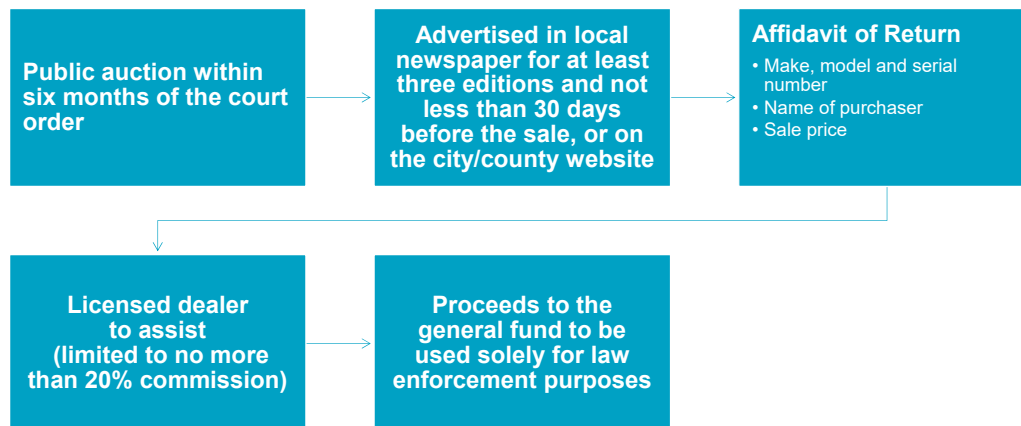 Public auction within
six months of the court
order
Advertised in local
newspaper for at least
three editions and not
less than 30 days
before the sale, or on
the city/county website
Affidavit of Return
• Make, model and serial
number
• Name of purchaser
• Sale price
Licensed dealer
to assist
(limited to no more
than 20% commission)
Proceeds to the
general fund to be
used solely for law
enforcement purposes